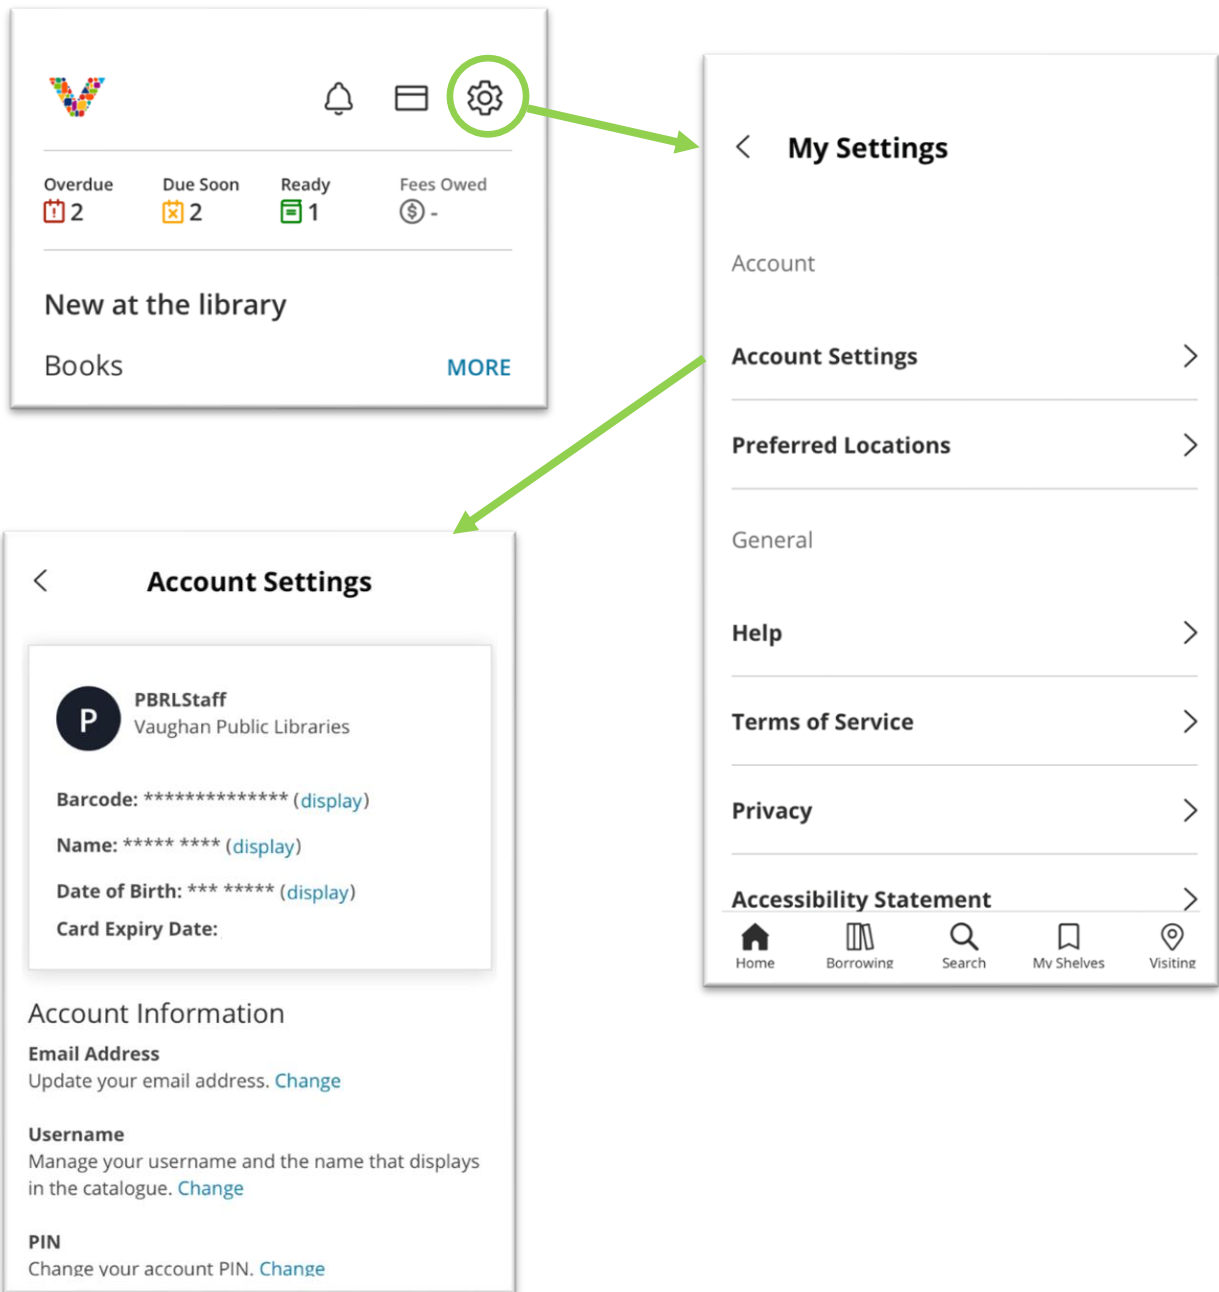 V
Overdue Due Soon Ready Fees Owed
2 2 1 $ -
New at the library
Books MORE
My Settings
Account
Account Settings
Preferred Locations
General
Help
Terms of Service
Privacy
Accessibility Statement
Home Borrowing Search My Shelves Visiting
Account Settings
P
PBRLStaff
Vaughan Public Libraries
Barcode: ************** (display)
Name: ***** **** (display)
Date of Birth: *** ***** (display)
Card Expiry Date:
Account Information
Email Address
Update your email address. Change
Username
Manage your username and the name that displays
in the catalogue. Change
PIN
Change your account PIN. Change